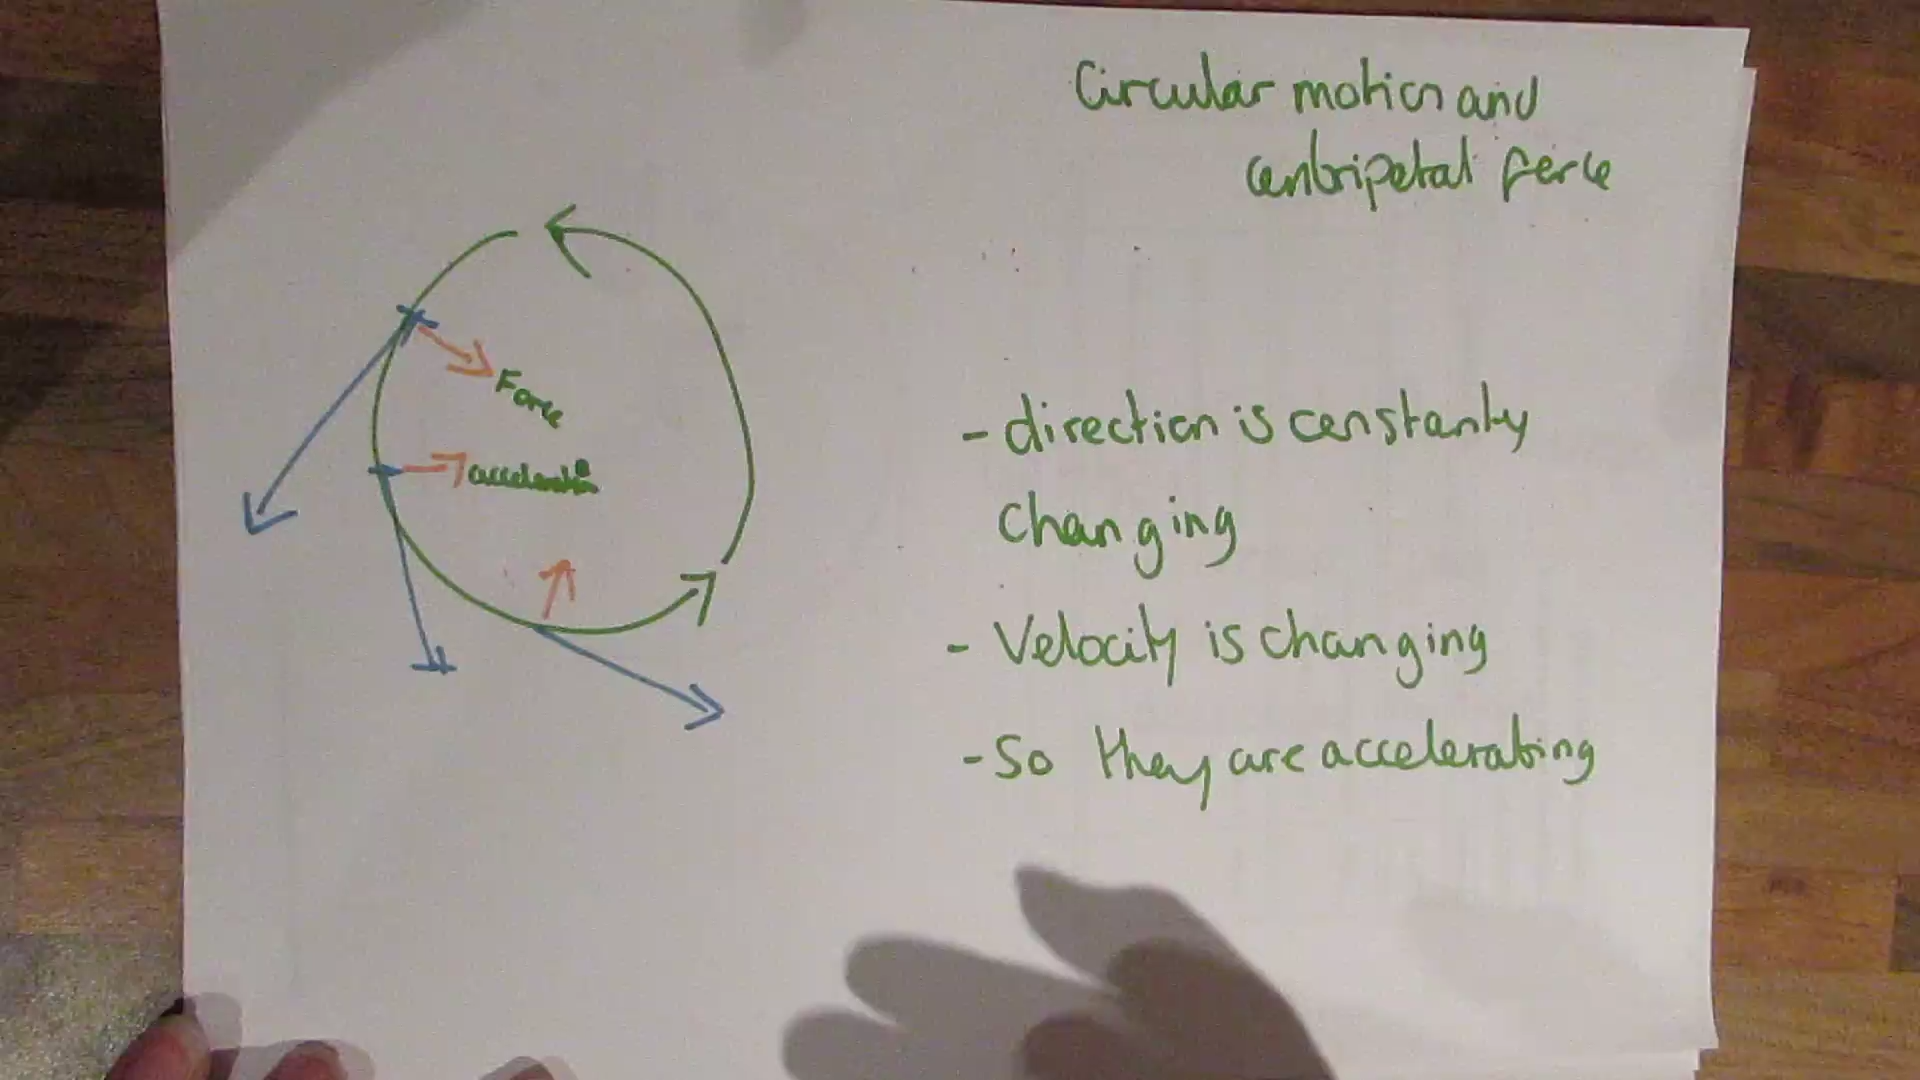 Circular motion and
centripetal force
Force
acceleration
- direction is constantly
changing
- Velocity is changing
- So they are accelerating